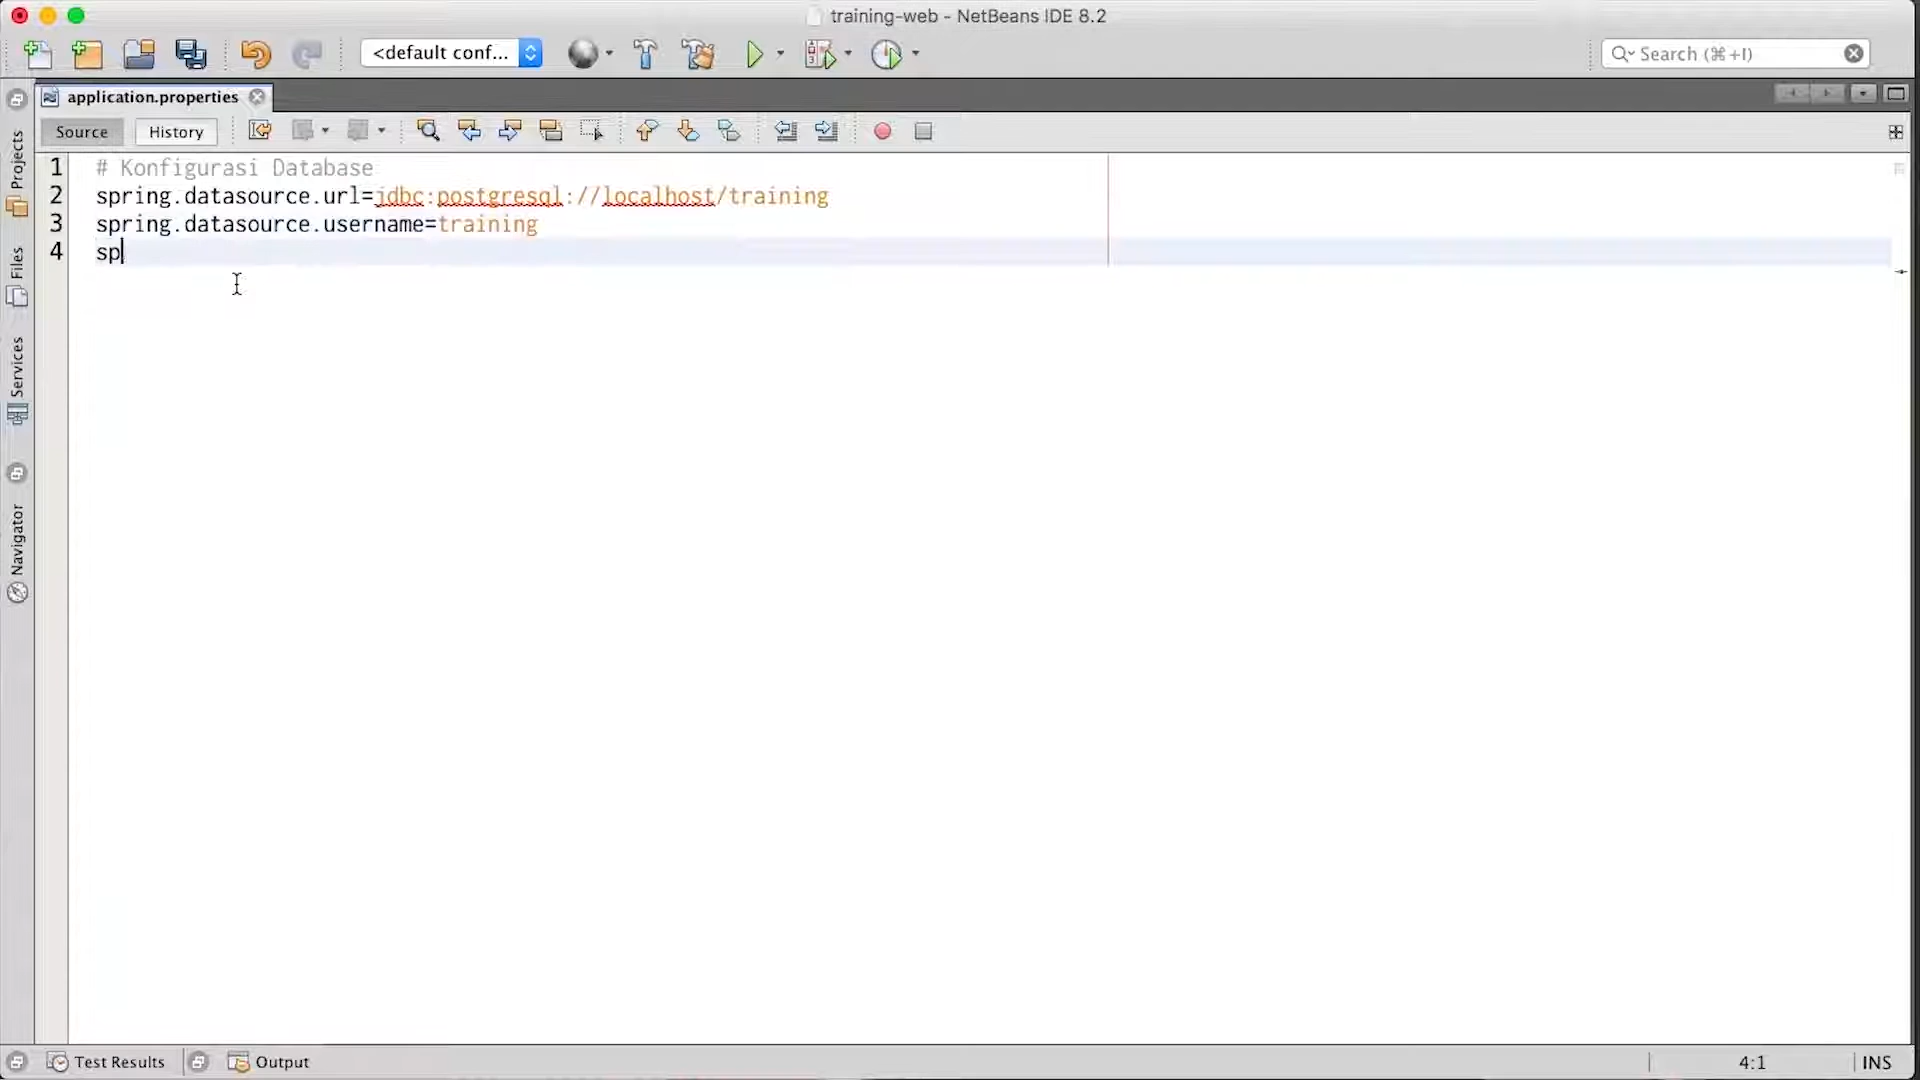 training-web - NetBeans IDE 8.2
<default conf...
Search (⌘+I)
application.properties
Source
History
1 # Konfigurasi Database
2 spring.datasource.url=jdbc:postgresql://localhost/training
3 spring.datasource.username=training
4 sp
Projects
Files
Services
Navigator
Test Results
Output
4:1
INS